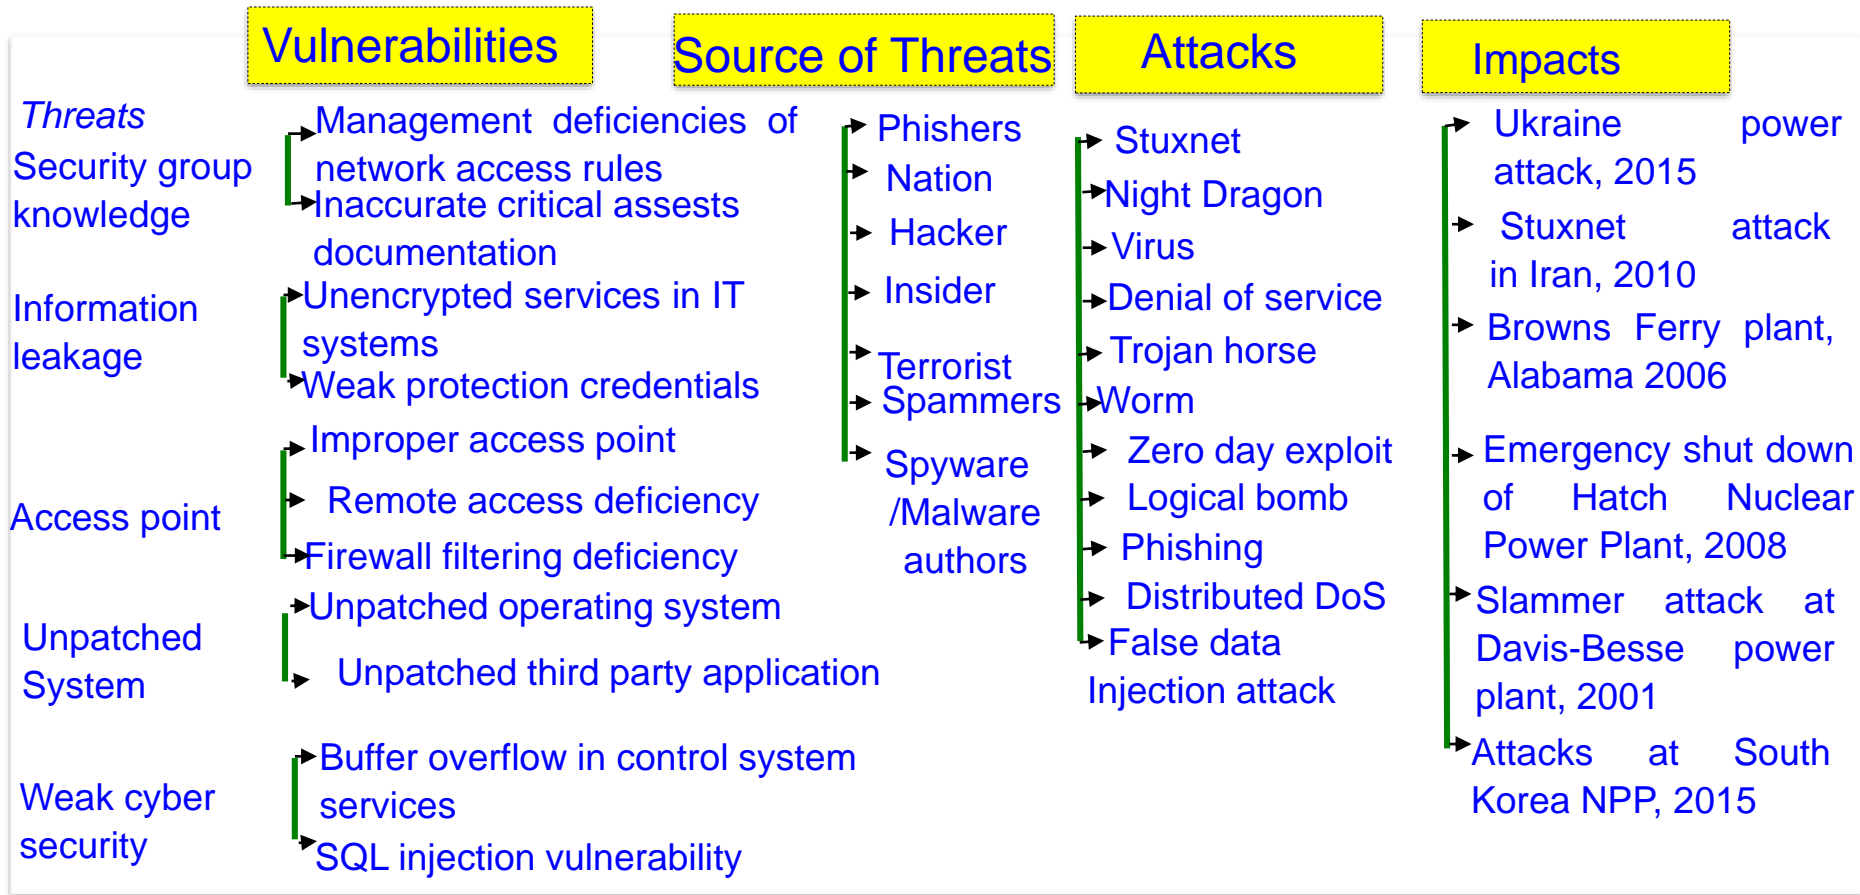 Vulnerabilities
Source of Threats
Attacks
Impacts
Threats
Security group
knowledge
Information
leakage
Access point
Unpatched
System
Weak cyber
security
Management deficiencies of
network access rules
Inaccurate critical assests
documentation
Unencrypted services in IT
systems
Weak protection credentials
Improper access point
Remote access deficiency
Firewall filtering deficiency
Unpatched operating system
Unpatched third party application
Buffer overflow in control system
services
SQL injection vulnerability
Phishers
Nation
Hacker
Insider
Terrorist
Spammers
Spyware
/Malware
authors
Stuxnet
Night Dragon
Virus
Denial of service
Trojan horse
Worm
Zero day exploit
Logical bomb
Phishing
Distributed DoS
False data
Injection attack
Ukraine power
attack, 2015
Stuxnet attack
in Iran, 2010
Browns Ferry plant,
Alabama 2006
Emergency shut down
of Hatch Nuclear
Power Plant, 2008
Slammer attack at
Davis-Besse power
plant, 2001
Attacks at South
Korea NPP, 2015